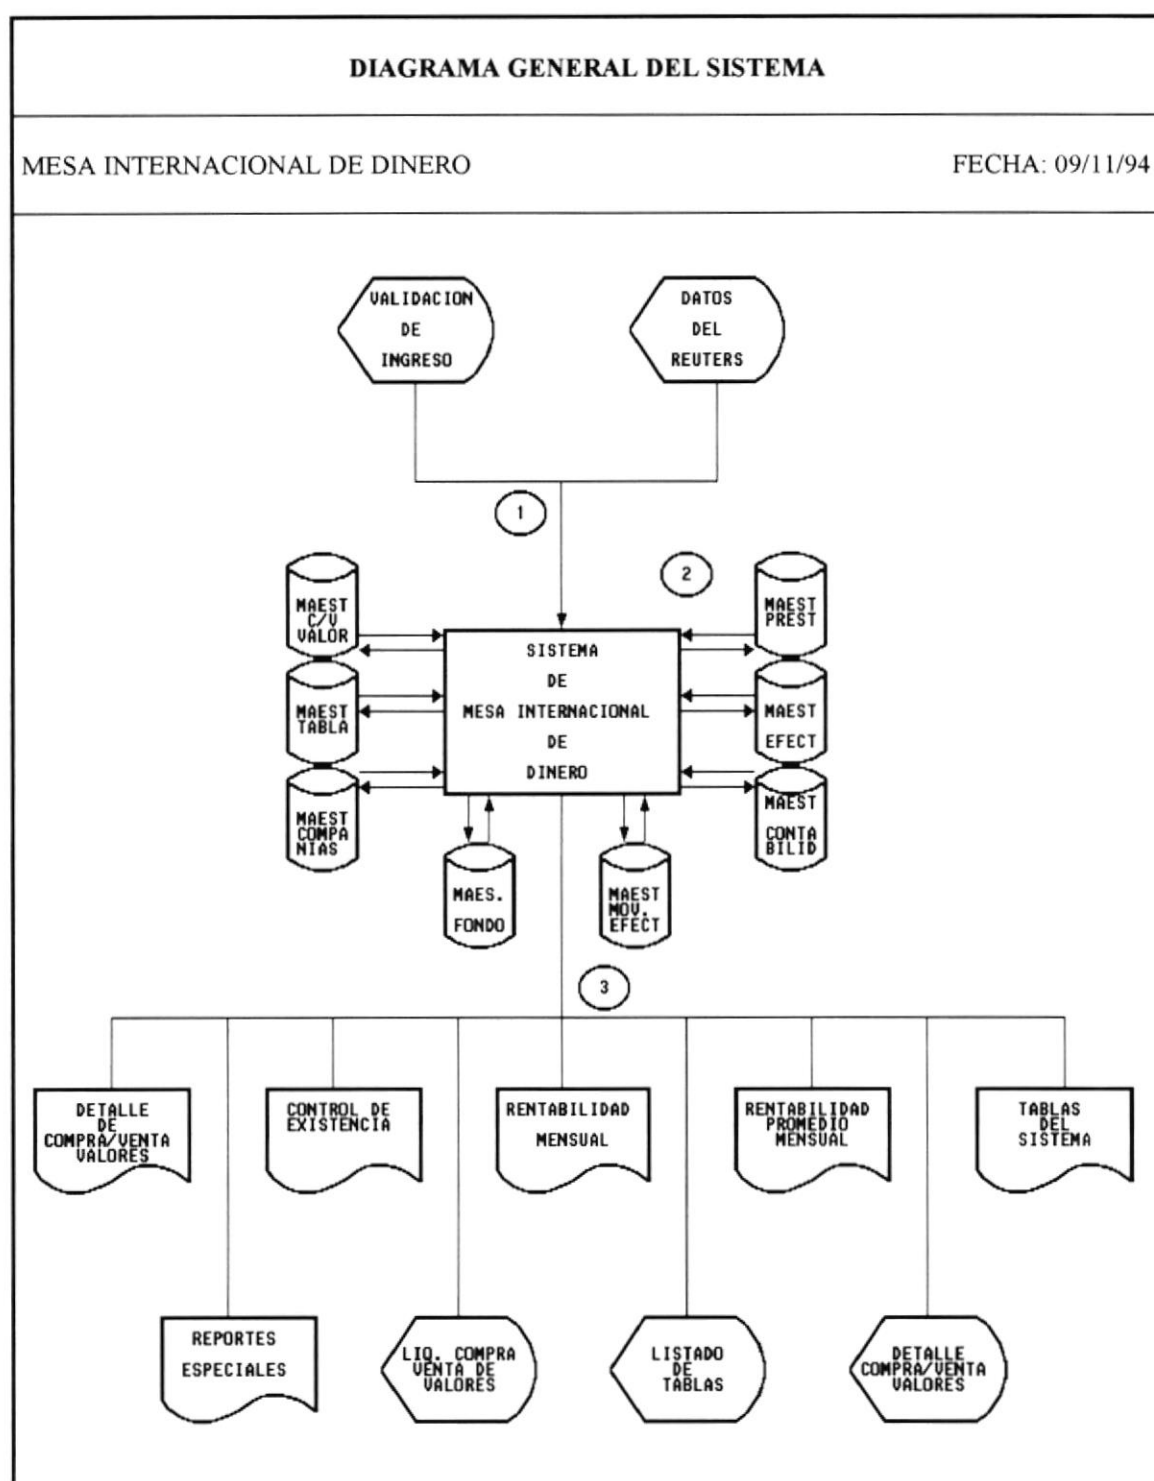 DIAGRAMA GENERAL DEL SISTEMA
MESA INTERNACIONAL DE DINERO
FECHA: 09/11/94
VALIDACION
DE
INGRESO
DATOS
DEL
REUTERS
1
2
MAEST
C/V
VALOR
MAEST
PREST
SISTEMA
DE
MESA INTERNACIONAL
DE
DINERO
MAEST
TABLA
MAEST
EFECT
MAEST
COMPA
NIAS
MAEST
CONTA
BILID
MAES.
FONDO
MAEST
MOV.
EFECT
3
DETALLE
DE
COMPRA/VENTA
VALORES
CONTROL DE
EXISTENCIA
RENTABILIDAD
MENSUAL
RENTABILIDAD
PROMEDIO
MENSUAL
TABLAS
DEL
SISTEMA
REPORTES
ESPECIALES
LIQ. COMPRA
VENTA DE
VALORES
LISTADO
DE
TABLAS
DETALLE
COMPRA/VENTA
VALORES